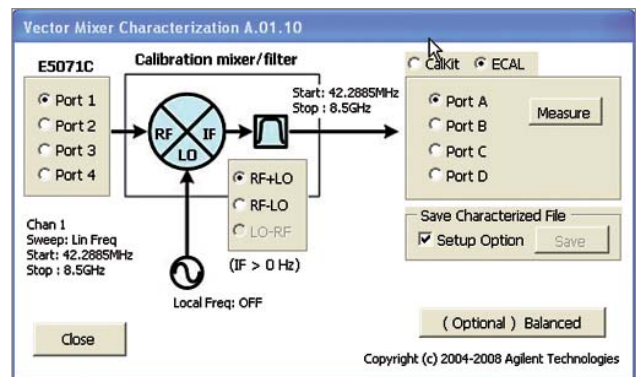 Vector Mixer Characterization A.01.10
E5071C
Port 1
Port 2
Port 3
Port 4
Chan 1
Sweep: Lin Freq
Start: 42.2885MHz
Stop : 8.5GHz
Close
Calibration mixer/filter
RF
IF
LO
Start: 42.2885MHz
Stop : 8.5GHz
RF+LO
RF-LO
LO-RF
(IF > 0 Hz)
Local Freq: OFF
CalKit
ECAL
Port A
Port B
Port C
Port D
Measure
Save Characterized File
Setup Option
Save
( Optional ) Balanced
Copyright (c) 2004-2008 Agilent Technologies